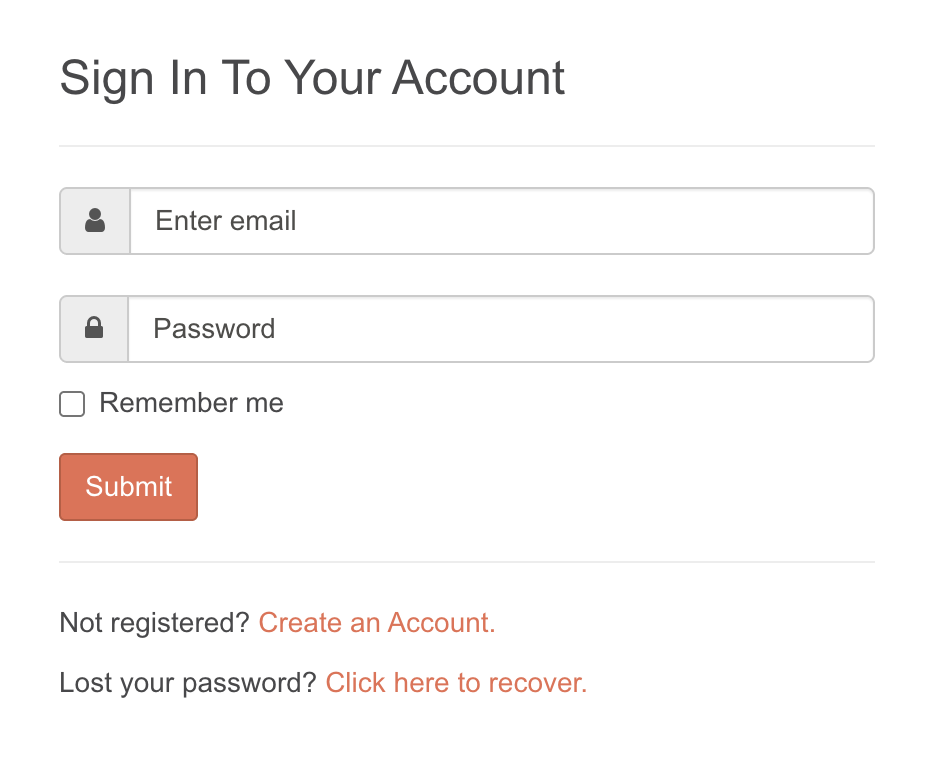 Sign In To Your Account
Enter email
Password
Remember me
Submit
Not registered? Create an Account.
Lost your password? Click here to recover.